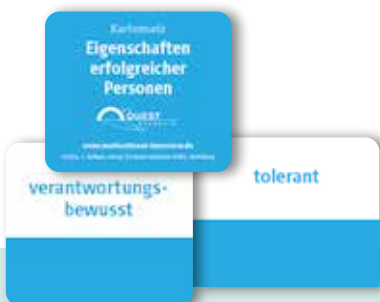 Kartensatz
Eigenschaften
erfolgreicher
Personen
QUEST
verantwortungs-
bewusst
tolerant